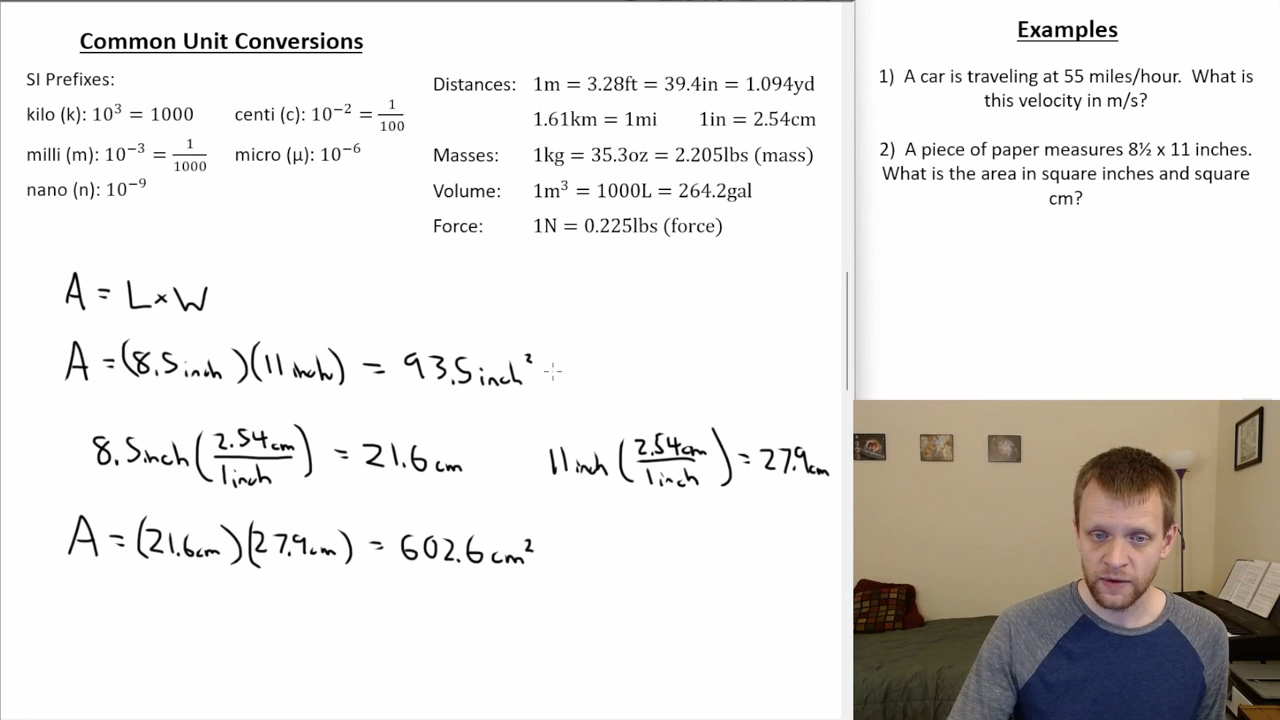 Common Unit Conversions
SI Prefixes:
kilo (k): 10³ = 1000
centi (c): 10⁻² = 1/100
milli (m): 10⁻³ = 1/1000
micro (μ): 10⁻⁶
nano (n): 10⁻⁹
Distances: 1m = 3.28ft = 39.4in = 1.094yd
1.61km = 1mi 1in = 2.54cm
Masses: 1kg = 35.3oz = 2.205lbs (mass)
Volume: 1m³ = 1000L = 264.2gal
Force: 1N = 0.225lbs (force)
A = L × W
A = (8.5 inch)(11 inch) = 93.5 inch²
8.5 inch (2.54 cm / 1 inch) = 21.6 cm
11 inch (2.54 cm / 1 inch) = 27.9 cm
A = (21.6 cm)(27.9 cm) = 602.6 cm²
Examples
1) A car is traveling at 55 miles/hour. What is
this velocity in m/s?
2) A piece of paper measures 8½ x 11 inches.
What is the area in square inches and square
cm?